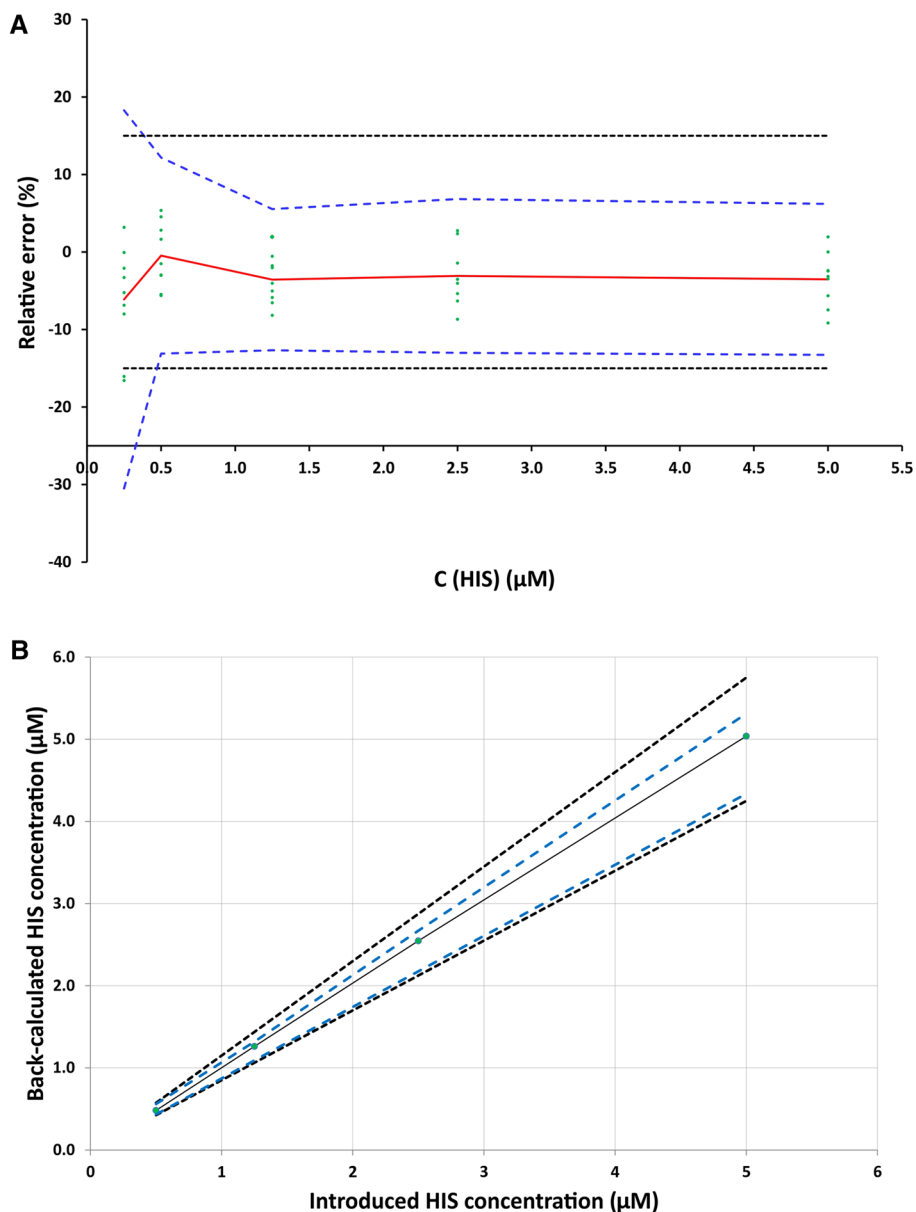 A
30
20
10
0
-10
-20
-30
-40
Relative error (%)
0.0 0.5 1.0 1.5 2.0 2.5 3.0 3.5 4.0 4.5 5.0 5.5
C (HIS) (μM)
B
6.0
5.0
4.0
3.0
2.0
1.0
0.0
Back-calculated HIS concentration (μM)
0 1 2 3 4 5 6
Introduced HIS concentration (μM)